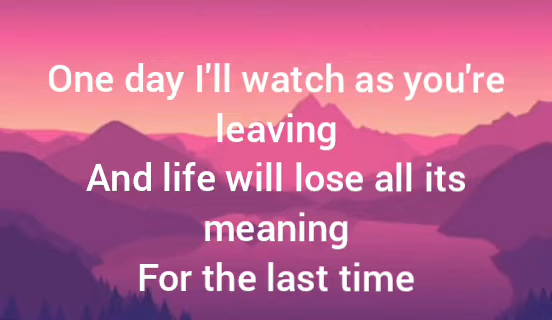 One day I'll watch as you're
leaving
And life will lose all its
meaning
For the last time